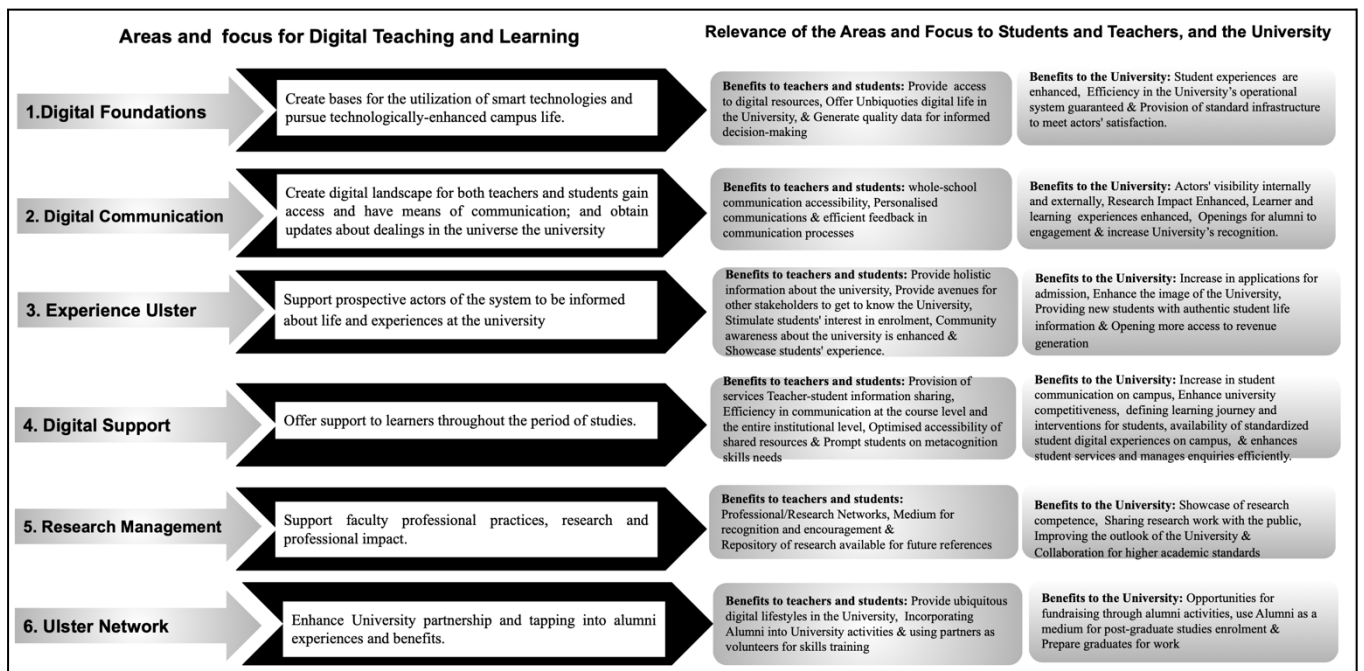 Areas and focus for Digital Teaching and Learning
Relevance of the Areas and Focus to Students and Teachers, and the University
1.Digital Foundations
Create bases for the utilization of smart technologies and
pursue technologically-enhanced campus life.
Benefits to teachers and students: Provide access
to digital resources, Offer Unbiquoties digital life in
the University, & Generate quality data for informed
decision-making
Benefits to the University: Student experiences are
enhanced, Efficiency in the University's operational
system guaranteed & Provision of standard infrastructure
to meet actors' satisfaction.
2. Digital Communication
Create digital landscape for both teachers and students gain
access and have means of communication; and obtain
updates about dealings in the universe the university
Benefits to teachers and students: whole-school
communication accessibility, Personalised
communications & efficient feedback in
communication processes
Benefits to the University: Actors' visibility internally
and externally, Research Impact Enhanced, Learner and
learning experiences enhanced, Openings for alumni to
engagement & increase University's recognition.
3. Experience Ulster
Support prospective actors of the system to be informed
about life and experiences at the university
Benefits to teachers and students: Provide holistic
information about the university, Provide avenues for
other stakeholders to get to know the University,
Stimulate students' interest in enrolment, Community
awareness about the university is enhanced &
Showcase students' experience.
Benefits to the University: Increase in applications for
admission, Enhance the image of the University,
Providing new students with authentic student life
information & Opening more access to revenue
generation
4. Digital Support
Offer support to learners throughout the period of studies.
Benefits to teachers and students: Provision of
services Teacher-student information sharing,
Efficiency in communication at the course level and
the entire institutional level, Optimised accessibility of
shared resources & Prompt students on metacognition
skills needs
Benefits to the University: Increase in student
communication on campus, Enhance university
competitiveness, defining learning journey and
interventions for students, availability of standardized
student digital experiences on campus, & enhances
student services and manages enquiries efficiently.
5. Research Management
Support faculty professional practices, research and
professional impact.
Benefits to teachers and students:
Professional/Research Networks, Medium for
recognition and encouragement &
Repository of research available for future references
Benefits to the University: Showcase of research
competence, Sharing research work with the public,
Improving the outlook of the University &
Collaboration for higher academic standards
6. Ulster Network
Enhance University partnership and tapping into alumni
experiences and benefits.
Benefits to teachers and students: Provide ubiquitous
digital lifestyles in the University, Incorporating
Alumni into University activities & using partners as
volunteers for skills training
Benefits to the University: Opportunities for
fundraising through alumni activities, use Alumni as a
medium for post-graduate studies enrolment &
Prepare graduates for work